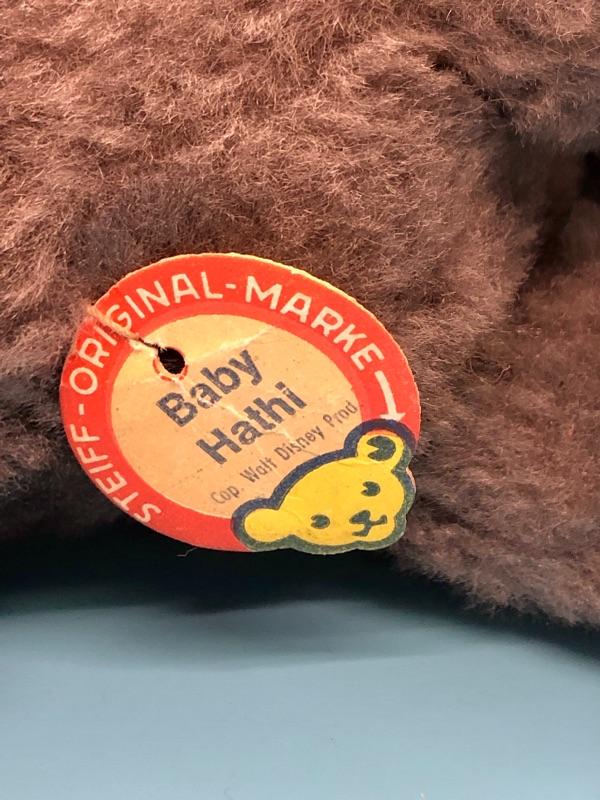 STEIFF-ORIGINAL-MARKE
Baby
Hathi
Cop. Walt Disney Prod.